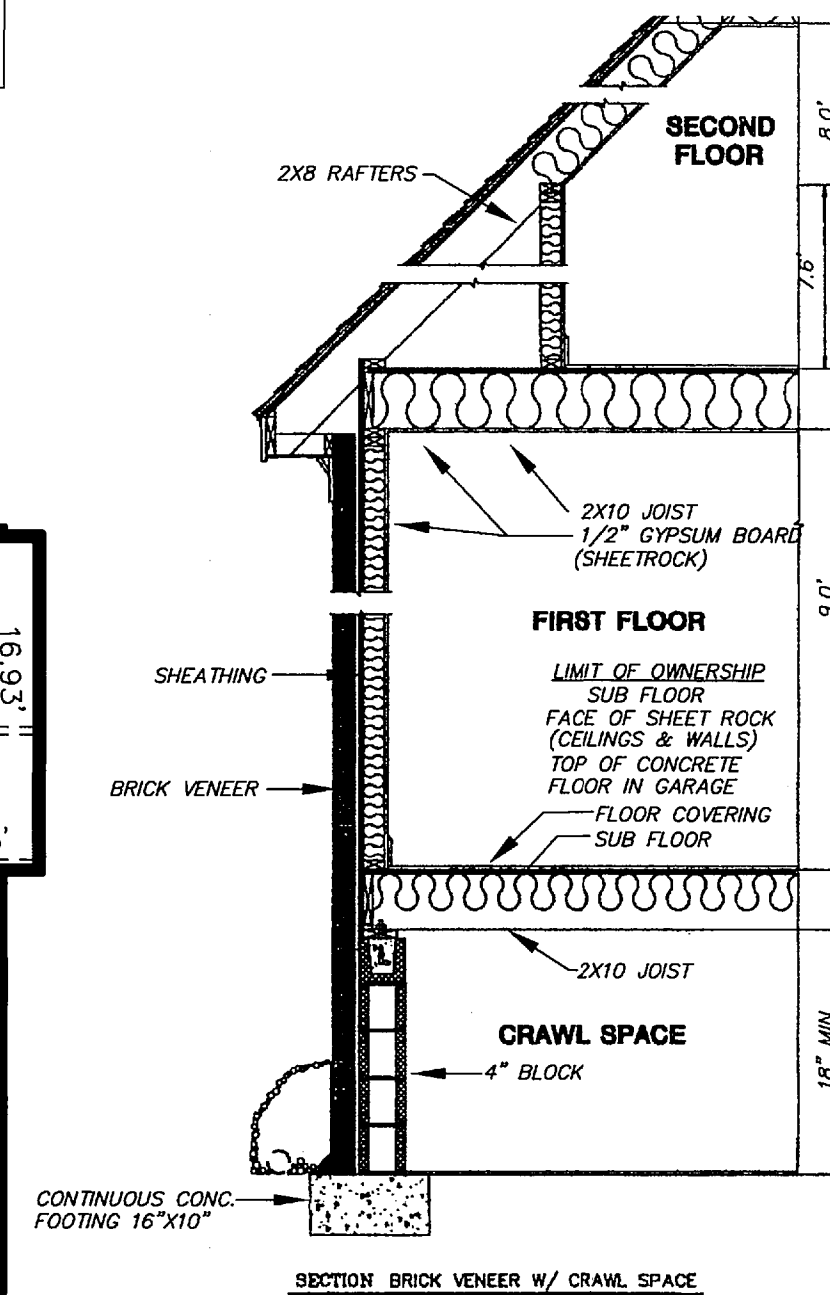 SECOND
FLOOR
8.0'
2X8 RAFTERS
7.6'
2X10 JOIST
1/2" GYPSUM BOARD
(SHEETROCK)
9.0'
FIRST FLOOR
16.93'
SHEATHING
LIMIT OF OWNERSHIP
SUB FLOOR
FACE OF SHEET ROCK
(CEILINGS & WALLS)
TOP OF CONCRETE
FLOOR IN GARAGE
BRICK VENEER
FLOOR COVERING
SUB FLOOR
2X10 JOIST
CRAWL SPACE
18" MIN
4" BLOCK
CONTINUOUS CONC.
FOOTING 16"X10"
SECTION BRICK VENEER W/ CRAWL SPACE